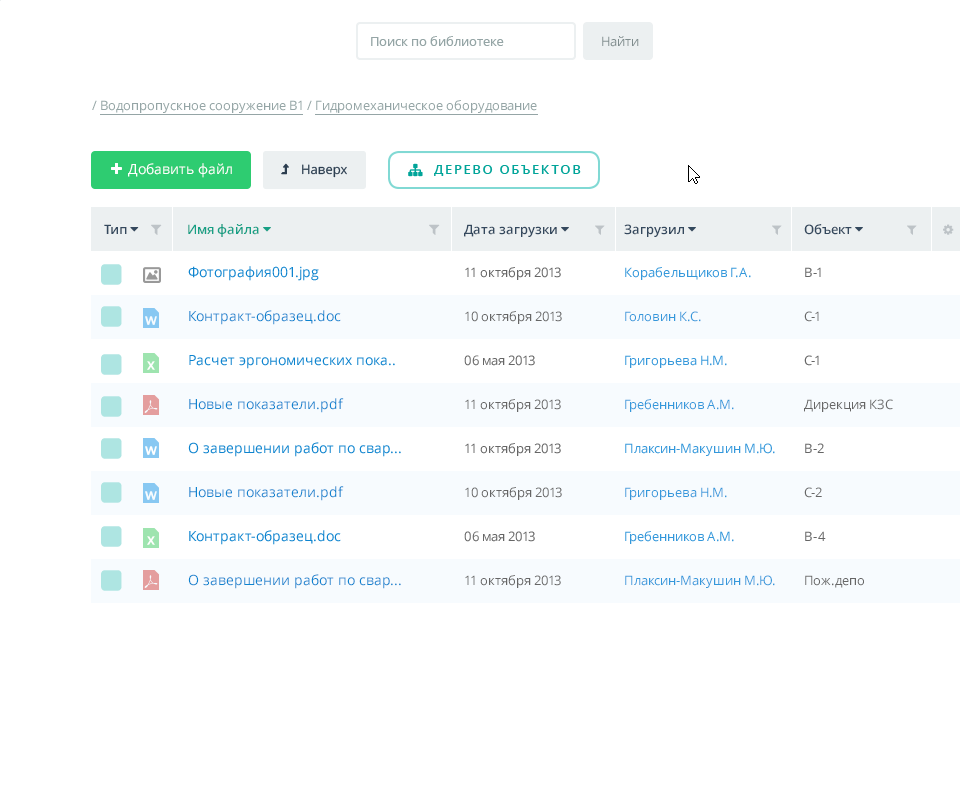 Поиск по библиотеке Найти
/ Водопропускное сооружение В1 / Гидромеханическое оборудование
Добавить файл Наверх ДЕРЕВО ОБЪЕКТОВ
Тип Имя файла Дата загрузки Загрузил Объект
Фотография001.jpg 11 октября 2013 Корабельщиков Г.А. В-1
Контракт-образец.doc 10 октября 2013 Головин К.С. С-1
Расчет эргономических пока.. 06 мая 2013 Григорьева Н.М. С-1
Новые показатели.pdf 11 октября 2013 Гребенников А.М. Дирекция КЗС
О завершении работ по свар... 11 октября 2013 Плаксин-Макушин М.Ю. В-2
Новые показатели.pdf 10 октября 2013 Григорьева Н.М. С-2
Контракт-образец.doc 06 мая 2013 Гребенников А.М. В-4
О завершении работ по свар... 11 октября 2013 Плаксин-Макушин М.Ю. Пож.депо